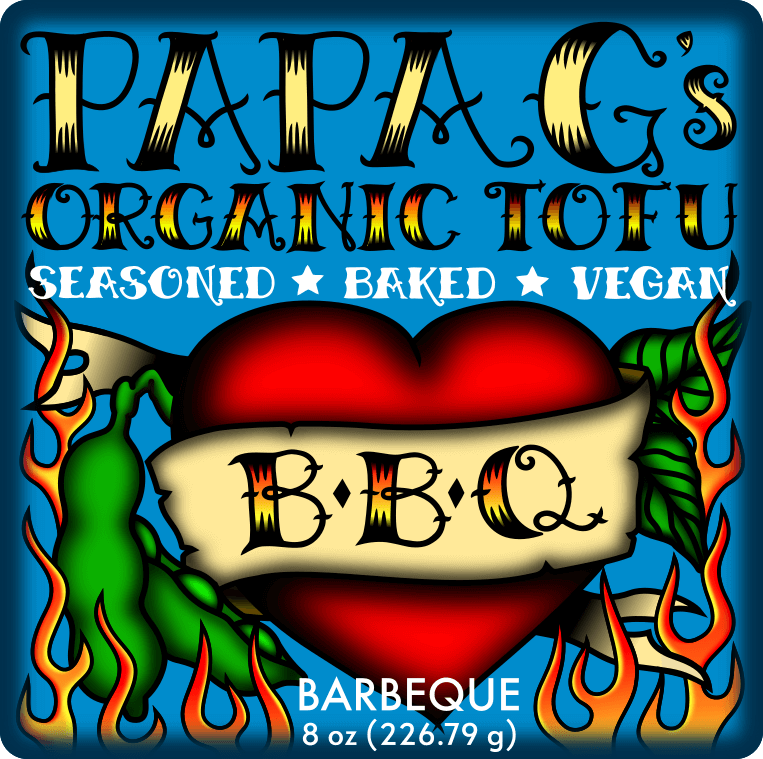 PAPA G's
ORGANIC TOFU
SEASONED ★ BAKED ★ VEGAN
B◆B◆Q
BARBEQUE
8 oz (226.79 g)